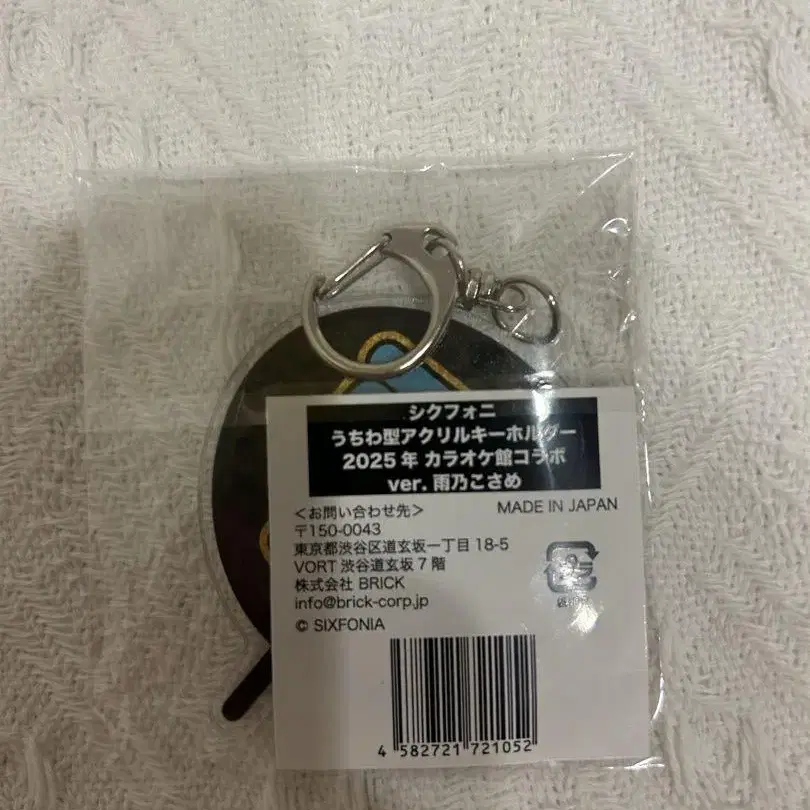 シクフォニ
うちわ型アクリルキーホルダー
2025年 カラオケ館コラボ
ver. 雨乃こさめ
＜お問い合わせ先＞
MADE IN JAPAN
〒150-0043
東京都渋谷区道玄坂一丁目 18-5
VORT 渋谷道玄坂 7 階
株式会社 BRICK
info@brick-corp.jp
© SIXFONIA
4 582721 721052